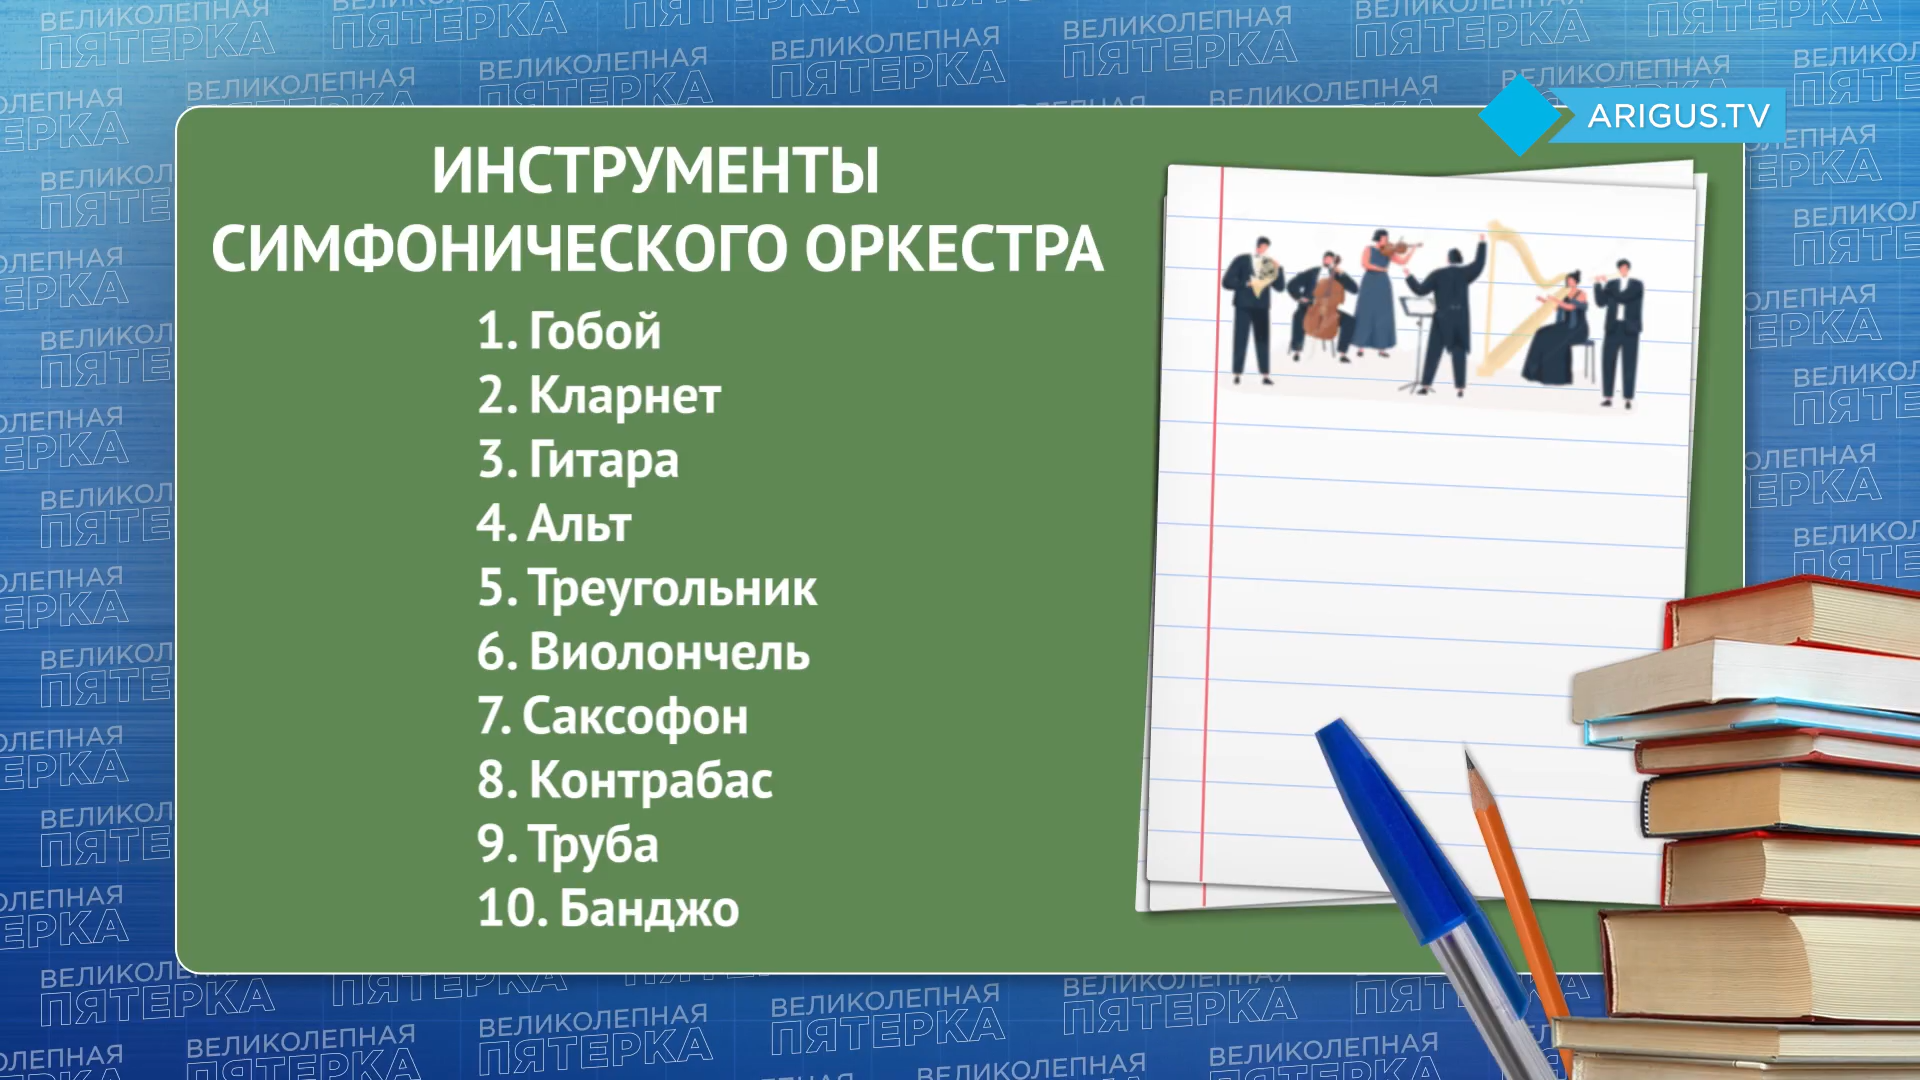 ARIGUS.TV
ИНСТРУМЕНТЫ
СИМФОНИЧЕСКОГО ОРКЕСТРА
1. Гобой
2. Кларнет
3. Гитара
4. Альт
5. Треугольник
6. Виолончель
7. Саксофон
8. Контрабас
9. Труба
10. Банджо
ВЕЛИКОЛЕПНАЯ
ПЯТЕРКА